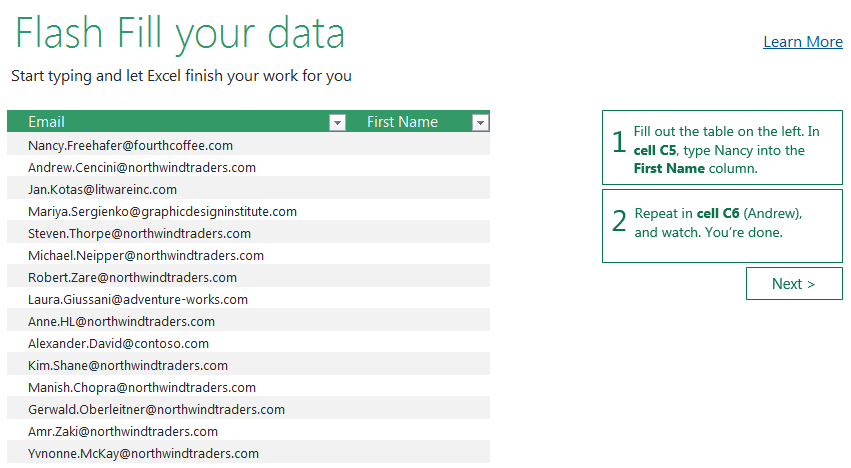 Flash Fill your data
Learn More
Start typing and let Excel finish your work for you
Email First Name
Nancy.Freehafer@fourthcoffee.com
Andrew.Cencini@northwindtraders.com
Jan.Kotas@litwareinc.com
Mariya.Sergienko@graphicdesigninstitute.com
Steven.Thorpe@northwindtraders.com
Michael.Neipper@northwindtraders.com
Robert.Zare@northwindtraders.com
Laura.Giussani@adventure-works.com
Anne.HL@northwindtraders.com
Alexander.David@contoso.com
Kim.Shane@northwindtraders.com
Manish.Chopra@northwindtraders.com
Gerwald.Oberleitner@northwindtraders.com
Amr.Zaki@northwindtraders.com
Yvnonne.McKay@northwindtraders.com
1 Fill out the table on the left. In
cell C5, type Nancy into the
First Name column.
2 Repeat in cell C6 (Andrew),
and watch. You’re done.
Next >